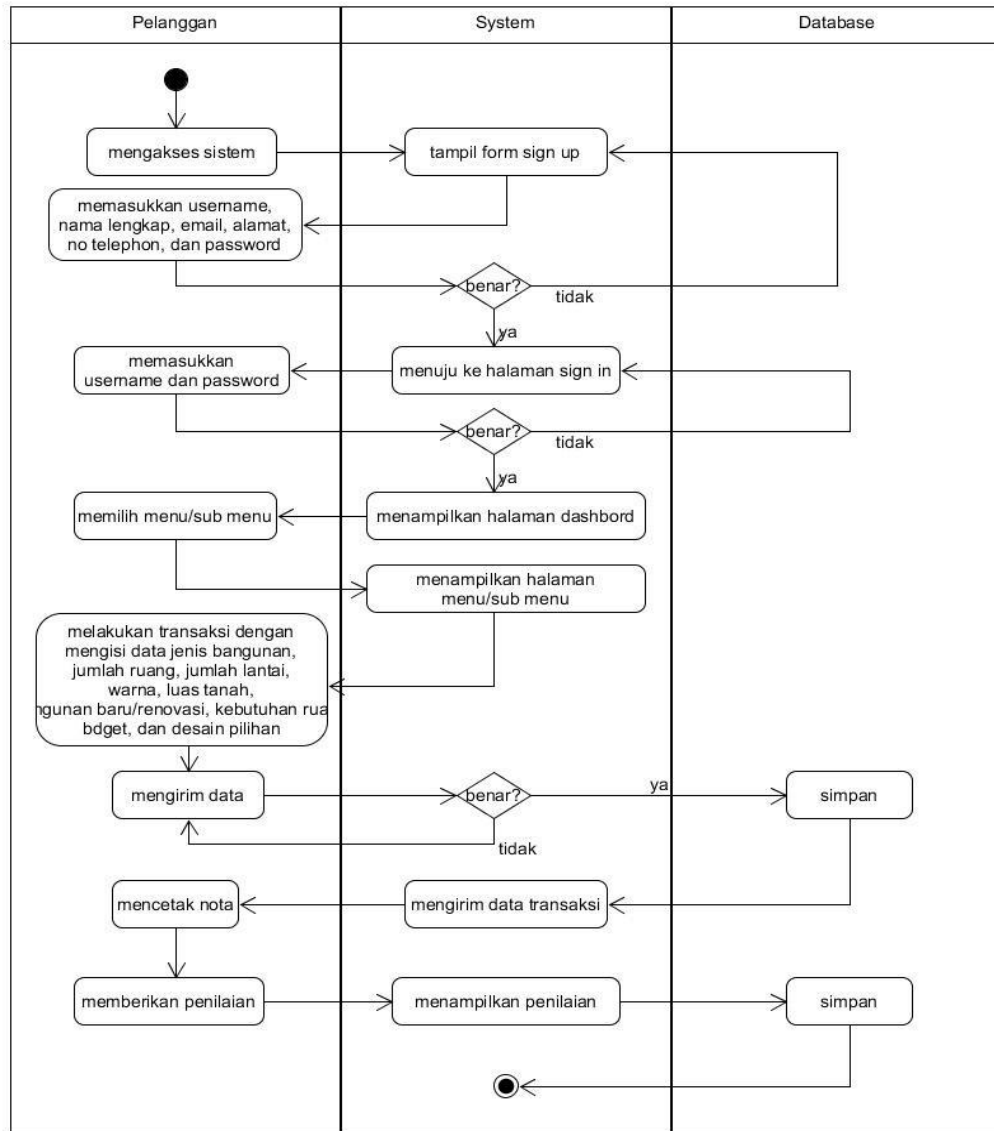 Pelanggan
System
Database
mengakses sistem
tampil form sign up
memasukkan username,
nama lengkap, email, alamat,
no telephon, dan password
benar?
tidak
ya
memasukkan
username dan password
menuju ke halaman sign in
benar?
tidak
ya
memilih menu/sub menu
menampilkan halaman dashbord
menampilkan halaman
menu/sub menu
melakukan transaksi dengan
mengisi data jenis bangunan,
jumlah ruang, jumlah lantai,
warna, luas tanah,
ngunan baru/renovasi, kebutuhan rua
bdget, dan desain pilihan
mengirim data
benar?
ya
simpan
tidak
mencetak nota
mengirim data transaksi
memberikan penilaian
menampilkan penilaian
simpan